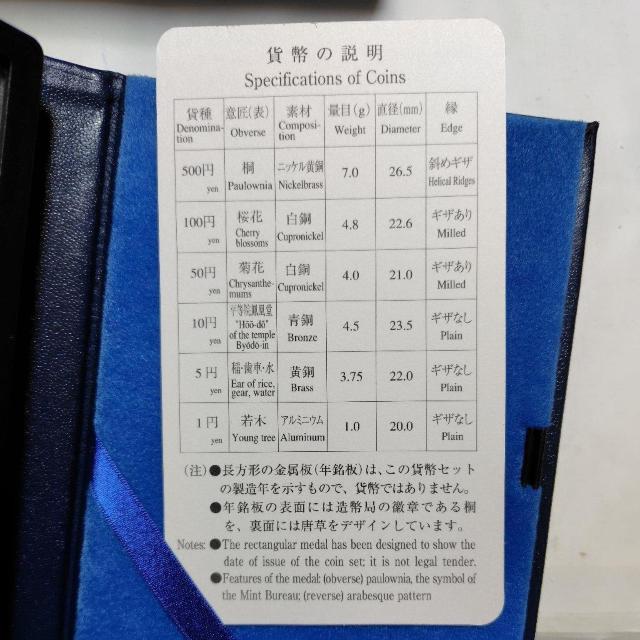 貨幣の説明
Specifications of Coins
貨種 意匠(表) 素材 量目(g) 直径(mm) 縁
Denomina-tion Obverse Composi-tion Weight Diameter Edge
500円 桐 ニッケル黄銅 7.0 26.5 斜めギザ
yen Paulownia Nickelbrass Helical Ridges
100円 桜花 白銅 4.8 22.6 ギザあり
yen Cherry blossoms Cupronickel Milled
50円 菊花 白銅 4.0 21.0 ギザあり
yen Chrysanthe-mums Cupronickel Milled
10円 平等院鳳凰堂 青銅 4.5 23.5 ギザなし
yen "Hōō-dō" of the temple Byōdō-in Bronze Plain
5円 稲・歯車・水 黄銅 3.75 22.0 ギザなし
yen Ear of rice, gear, water Brass Plain
1円 若木 アルミニウム 1.0 20.0 ギザなし
yen Young tree Aluminum Plain
(注)●長方形の金属板(年銘板)は、この貨幣セット
の製造年を示すもので、貨幣ではありません。
●年銘板の表面には造幣局の徽章である桐
を、裏面には唐草をデザインしています。
Notes: ●The rectangular medal has been designed to show the
date of issue of the coin set; it is not legal tender.
●Features of the medal: (obverse) paulownia, the symbol of
the Mint Bureau; (reverse) arabesque pattern